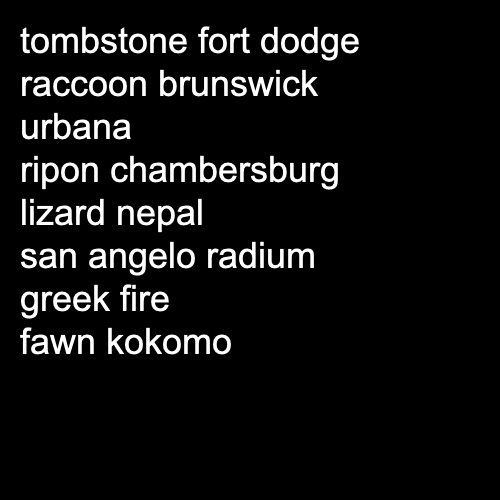 tombstone fort dodge
raccoon brunswick
urbana
ripon chambersburg
lizard nepal
san angelo radium
greek fire
fawn kokomo